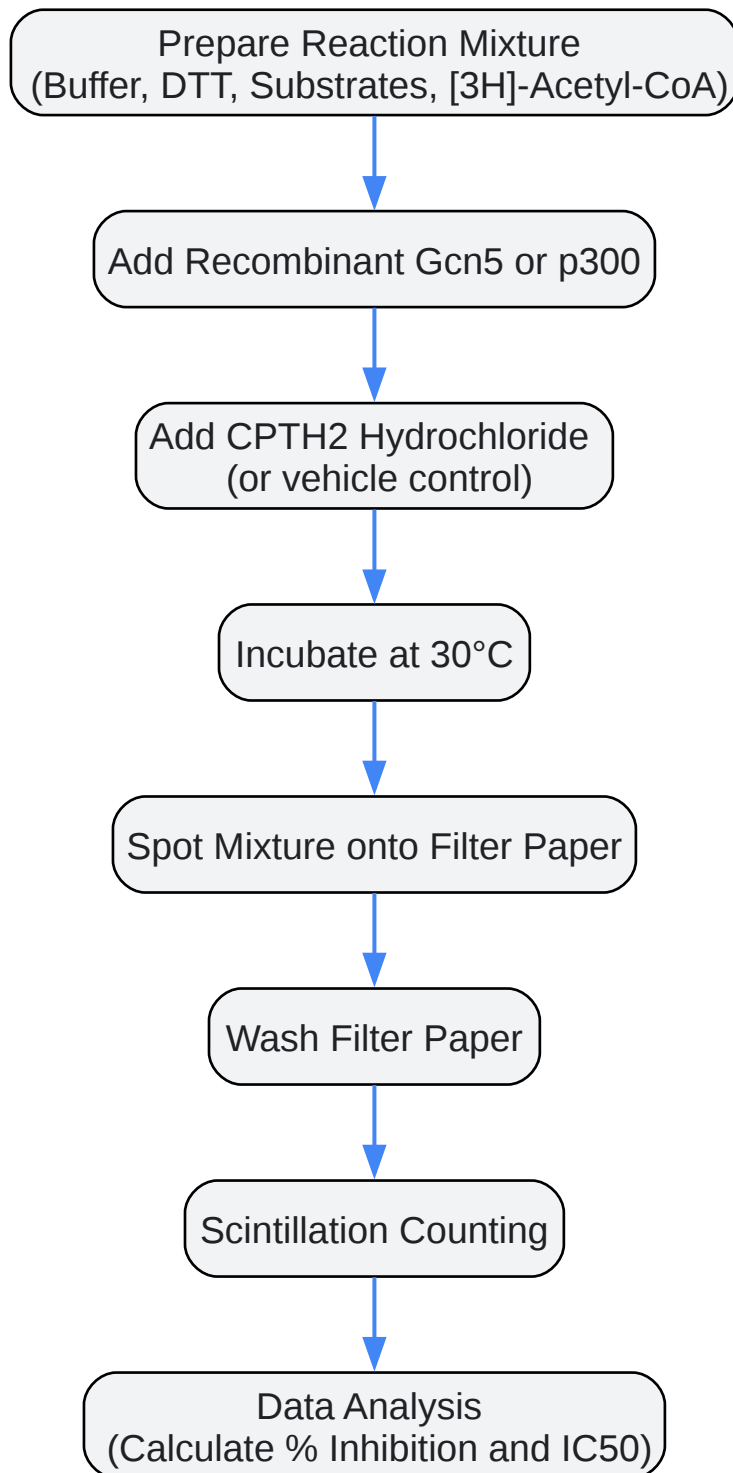 Prepare Reaction Mixture
(Buffer, DTT, Substrates, [3H]-Acetyl-CoA)
Add Recombinant Gcn5 or p300
Add CPTH2 Hydrochloride
(or vehicle control)
Incubate at 30°C
Spot Mixture onto Filter Paper
Wash Filter Paper
Scintillation Counting
Data Analysis
(Calculate % Inhibition and IC50)